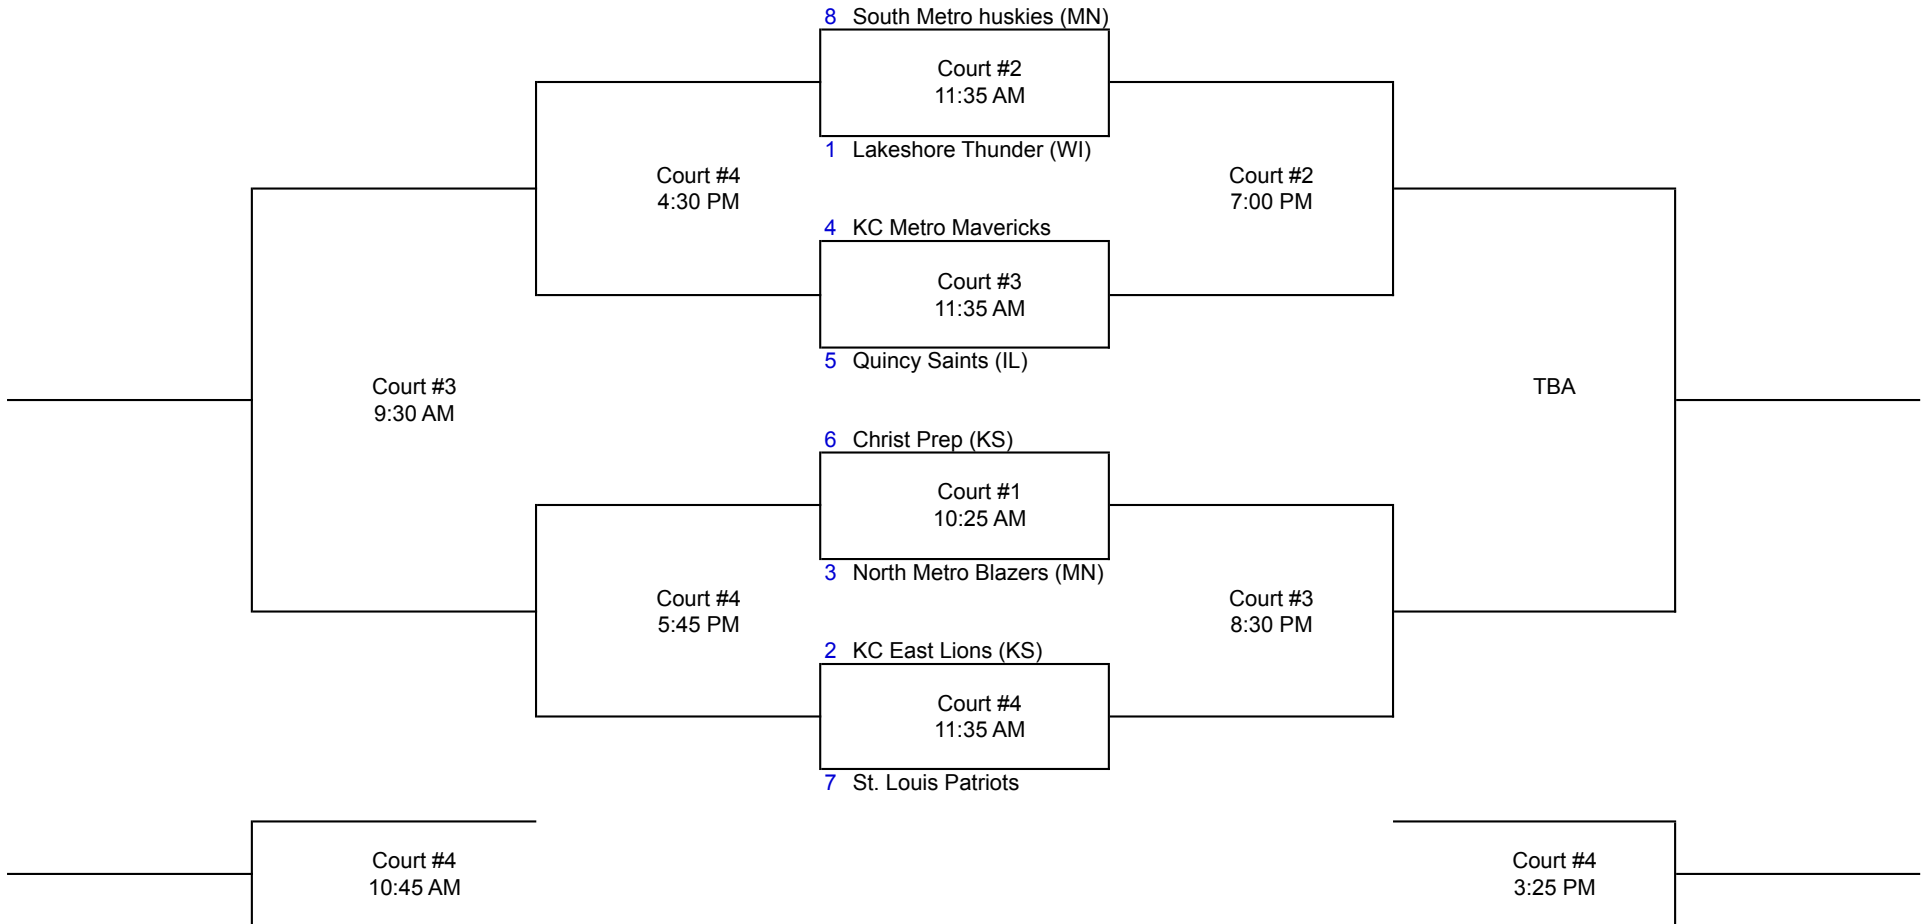 8 South Metro huskies (MN)
Court #2
11:35 AM
1 Lakeshore Thunder (WI)
Court #4
4:30 PM
Court #2
7:00 PM
4 KC Metro Mavericks
Court #3
11:35 AM
5 Quincy Saints (IL)
Court #3
9:30 AM
TBA
6 Christ Prep (KS)
Court #1
10:25 AM
3 North Metro Blazers (MN)
Court #4
5:45 PM
Court #3
8:30 PM
2 KC East Lions (KS)
Court #4
11:35 AM
7 St. Louis Patriots
Court #4
10:45 AM
Court #4
3:25 PM